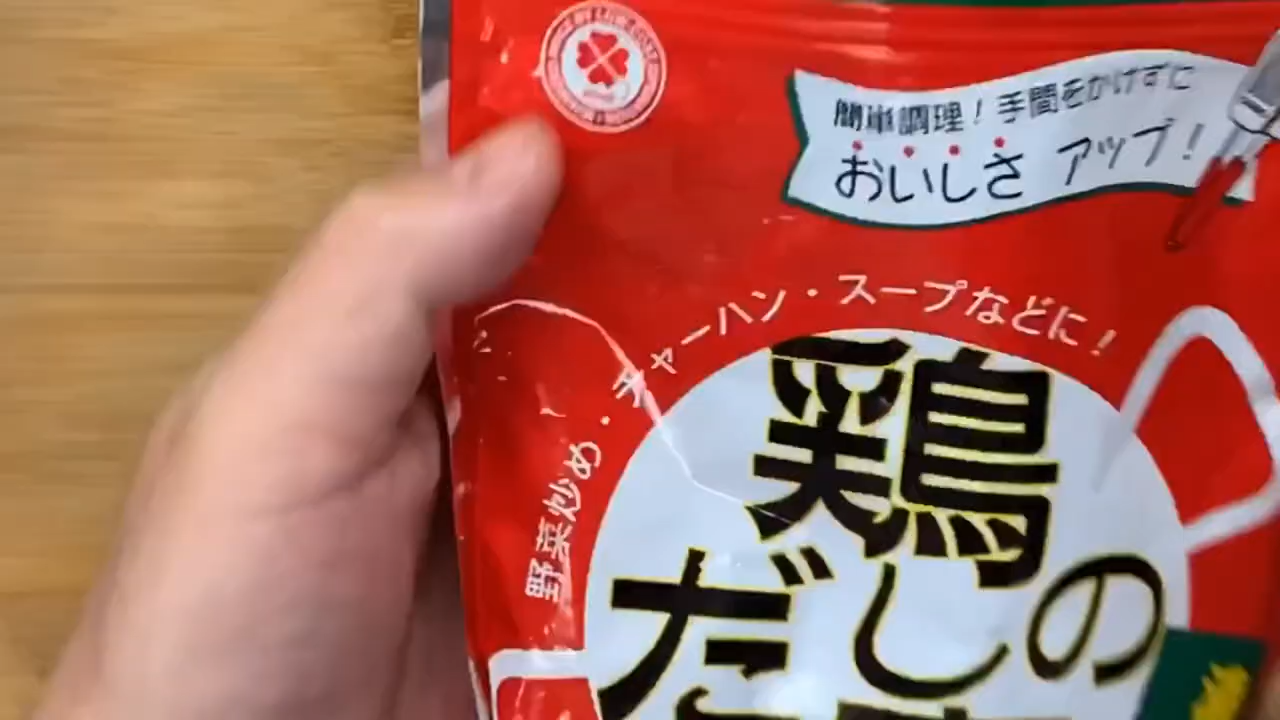 簡単調理！手間をかけずに
おいしさ アップ！
野菜炒め・チャーハン・スープなどに！
鶏の
だし